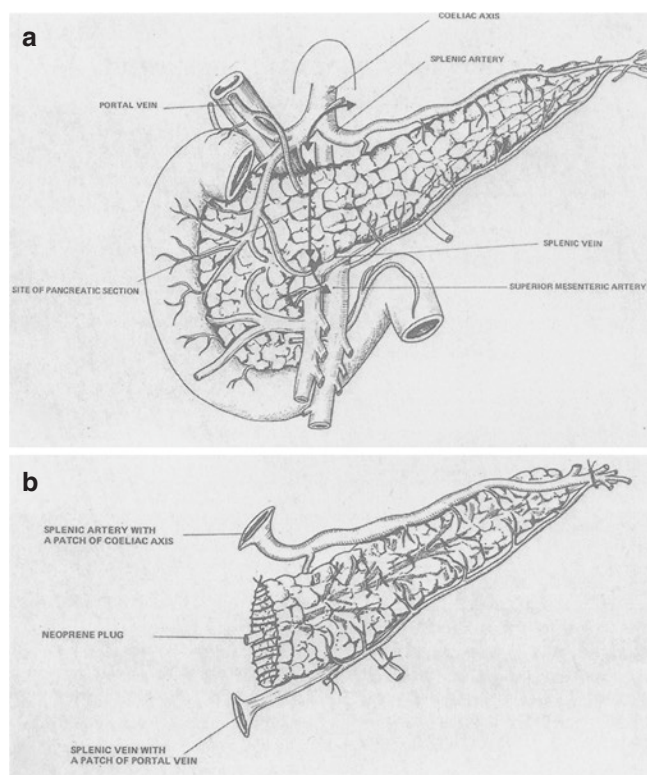 a
COELIAC AXIS
SPLENIC ARTERY
PORTAL VEIN
SPLENIC VEIN
SITE OF PANCREATIC SECTION
SUPERIOR MESENTERIC ARTERY
b
SPLENIC ARTERY WITH
A PATCH OF COELIAC AXIS
NEOPRENE PLUG
SPLENIC VEIN WITH
A PATCH OF PORTAL VEIN